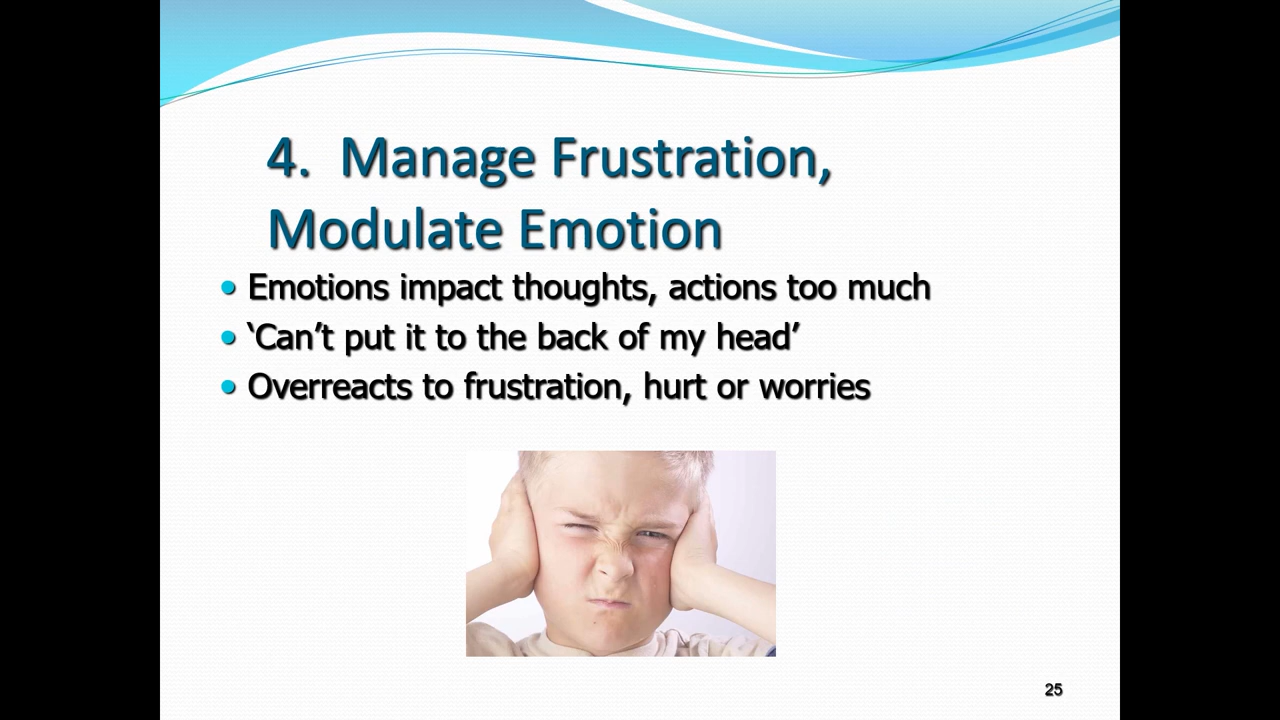 4. Manage Frustration,
Modulate Emotion
• Emotions impact thoughts, actions too much
• ‘Can’t put it to the back of my head’
• Overreacts to frustration, hurt or worries
25